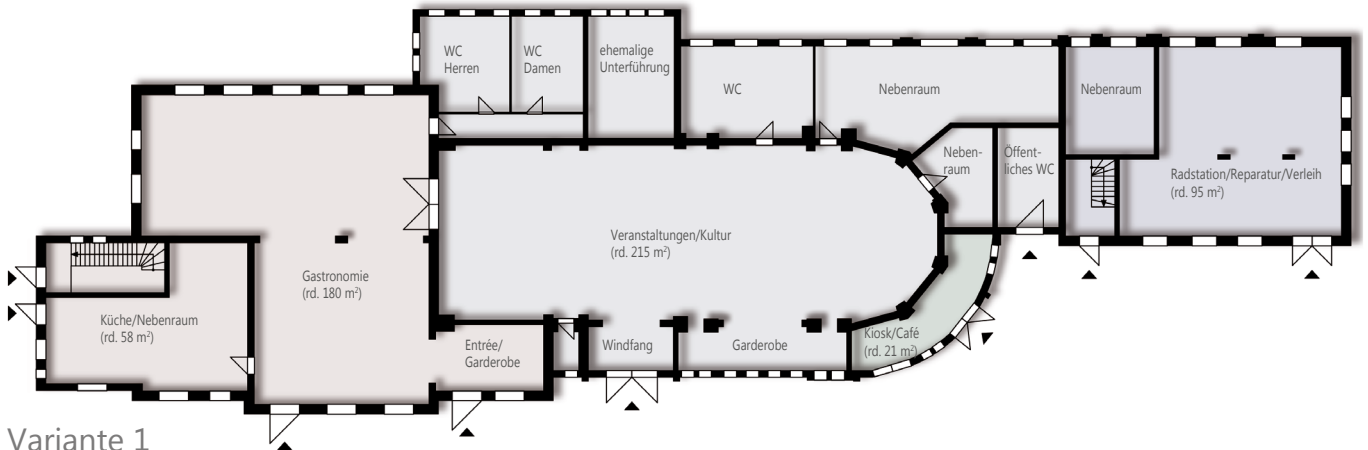 WC
Herren
WC
Damen
ehemalige
Unterführung
WC
Nebenraum
Nebenraum
Neben-
raum
Öffent-
liches WC
Radstation/Reparatur/Verleih
(rd. 95 m²)
Veranstaltungen/Kultur
(rd. 215 m²)
Gastronomie
(rd. 180 m²)
Küche/Nebenraum
(rd. 58 m²)
Entrée/
Garderobe
Windfang
Garderobe
Kiosk/Café
(rd. 21 m²)
Variante 1